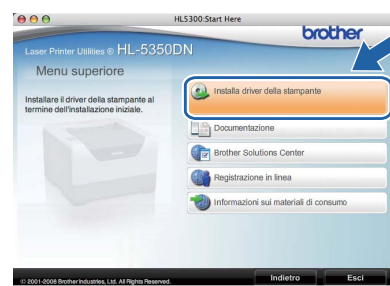 HL5300:Start Here
brother
Laser Printer Utilities ® HL-5350DN
Menu superiore
Installare il driver della stampante al
termine dell'installazione iniziale.
Installa driver della stampante
Documentazione
Brother Solutions Center
Registrazione in linea
Informazioni sui materiali di consumo
© 2001-2008 Brother Industries, Ltd. All Rights Reserved.
Indietro
Esci